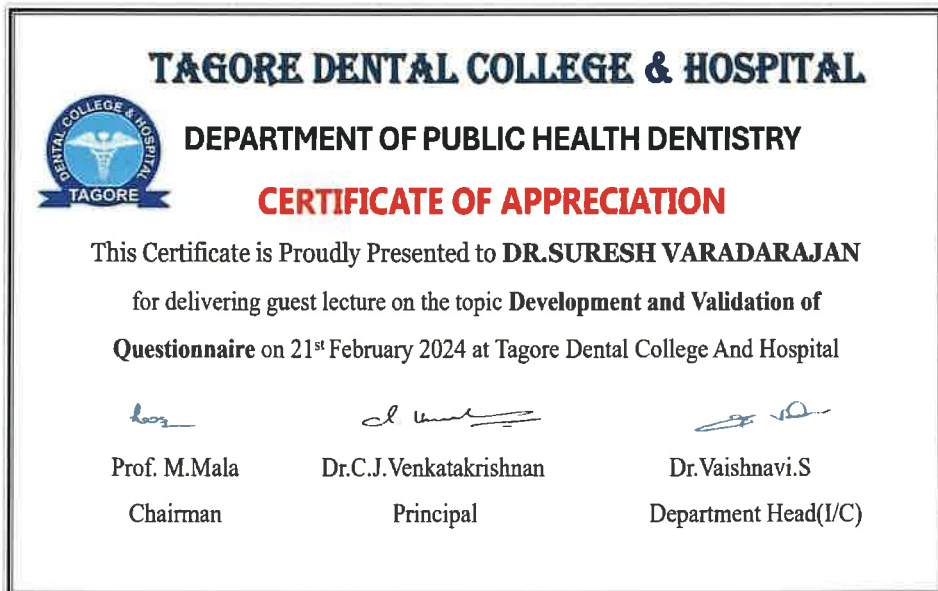 TAGORE DENTAL COLLEGE & HOSPITAL
DENTAL COLLEGE & HOSPITAL
TAGORE
DEPARTMENT OF PUBLIC HEALTH DENTISTRY
CERTIFICATE OF APPRECIATION
This Certificate is Proudly Presented to DR.SURESH VARADARAJAN
for delivering guest lecture on the topic Development and Validation of
Questionnaire on 21st February 2024 at Tagore Dental College And Hospital
Prof. M.Mala Dr.C.J.Venkatakrishnan Dr.Vaishnavi.S
Chairman Principal Department Head(I/C)